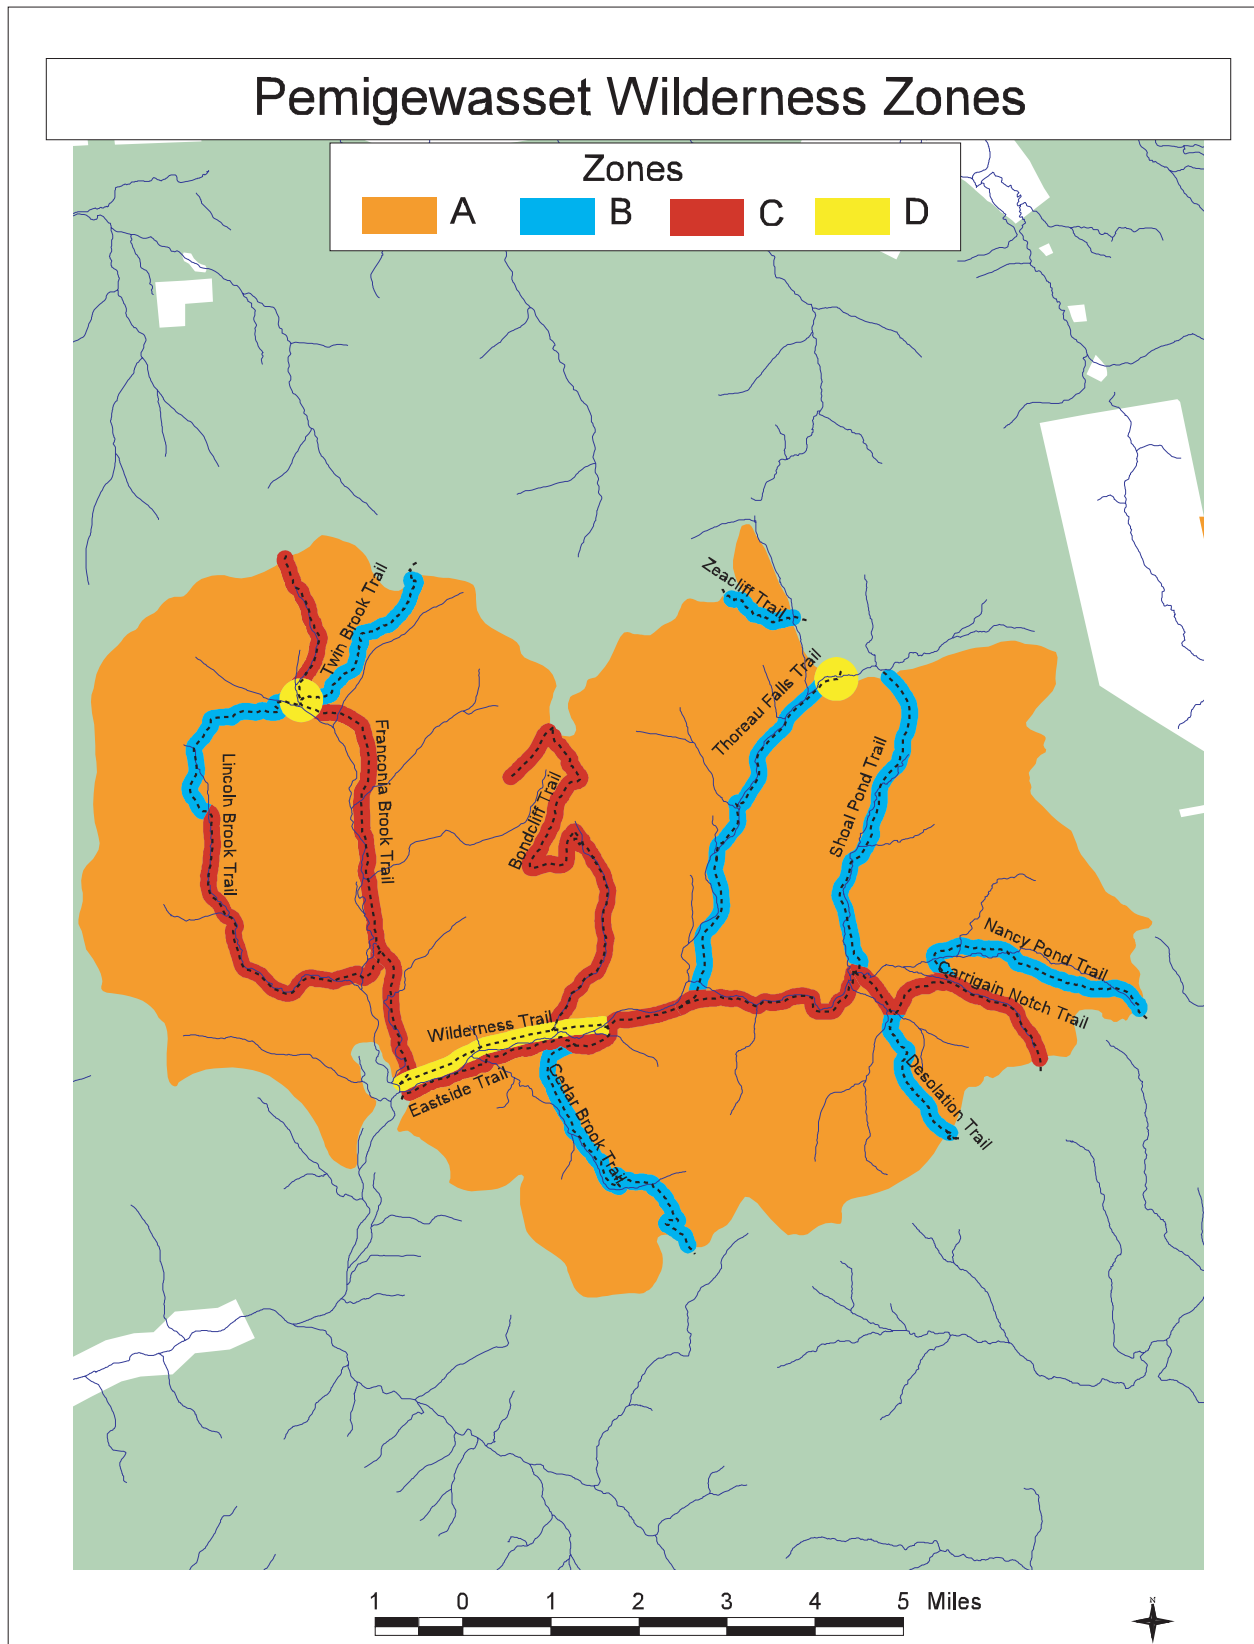 Pemigewasset Wilderness Zones
Zones
A B C D
Zeacliff Trail
Twin Brook Trail
Thoreau Falls Trail
Franconia Brook Trail
Lincoln Brook Trail
Bondcliff Trail
Shoal Pond Trail
Nancy Pond Trail
Carrigain Notch Trail
Wilderness Trail
Eastside Trail
Cedar Brook Trail
Desolation Trail
1 0 1 2 3 4 5 Miles
N